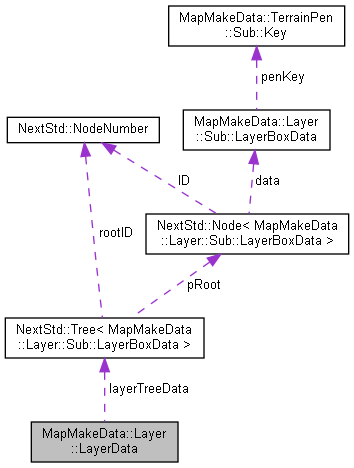 MapMakeData::TerrainPen
::Sub::Key
penKey
NextStd::NodeNumber
MapMakeData::Layer
::Sub::LayerBoxData
ID
data
rootID
NextStd::Node< MapMakeData
::Layer::Sub::LayerBoxData >
pRoot
NextStd::Tree< MapMakeData
::Layer::Sub::LayerBoxData >
layerTreeData
MapMakeData::Layer
::LayerData